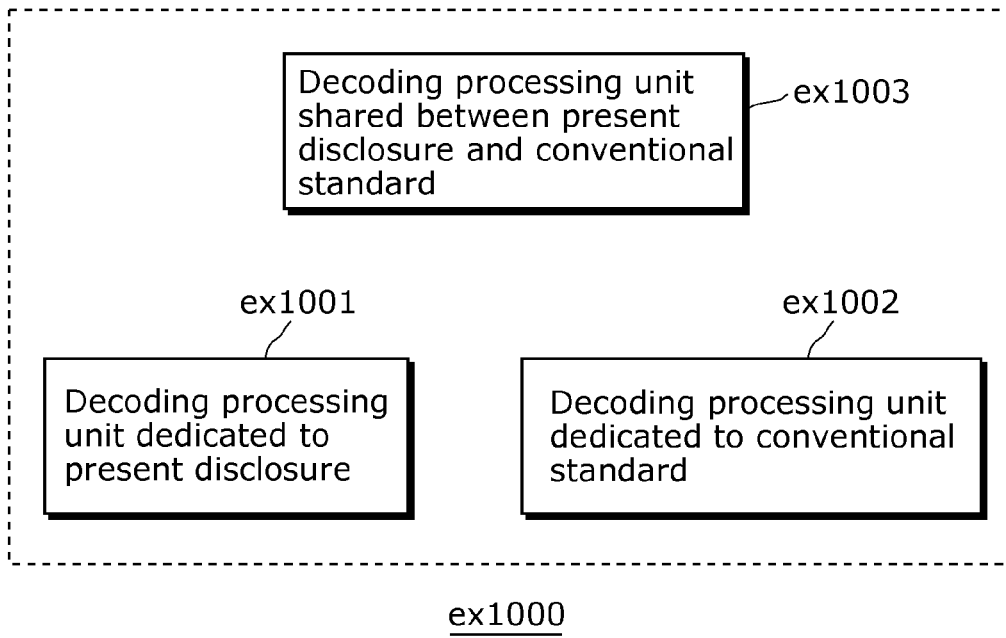 Decoding processing unit
shared between present
disclosure and conventional
standard
ex1003
ex1001
ex1002
Decoding processing
unit dedicated to
present disclosure
Decoding processing unit
dedicated to conventional
standard
ex1000